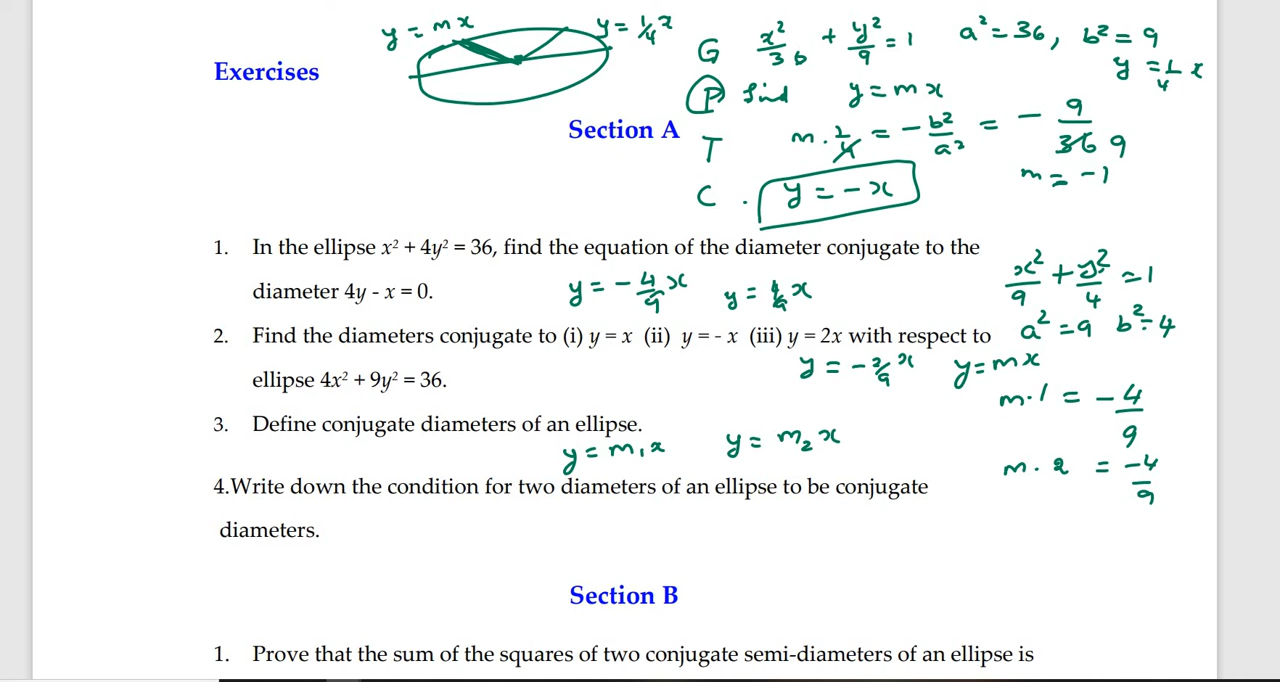 y = mx
y = 1/4 x
G x²/36 + y²/9 = 1 a² = 36, b² = 9
y = 1/4 x
Exercises
P find y = mx
Section A
T m · 1/4 = - b²/a² = - 9/36 9
m = -1
C . y = -x
1. In the ellipse x² + 4y² = 36, find the equation of the diameter conjugate to the
diameter 4y - x = 0.
y = - 4/9 x y = 4/9 x
x²/9 + y²/4 = 1
a² = 9 b² = 4
2. Find the diameters conjugate to (i) y = x (ii) y = - x (iii) y = 2x with respect to
ellipse 4x² + 9y² = 36.
y = - 2/9 x y = mx
m · 1 = - 4/9
3. Define conjugate diameters of an ellipse.
y = m₁x y = m₂x
m · 2 = -4/9
4.Write down the condition for two diameters of an ellipse to be conjugate
diameters.
Section B
1. Prove that the sum of the squares of two conjugate semi-diameters of an ellipse is